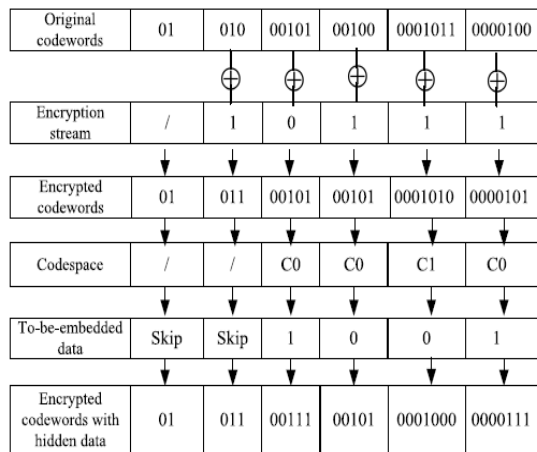 Original codewords 01 010 00101 00100 0001011 0000100
Encryption stream / 1 0 1 1 1
Encrypted codewords 01 011 00101 00101 0001010 0000101
Codespace / / C0 C0 C1 C0
To-be-embedded data Skip Skip 1 0 0 1
Encrypted codewords with hidden data 01 011 00111 00101 0001000 0000111